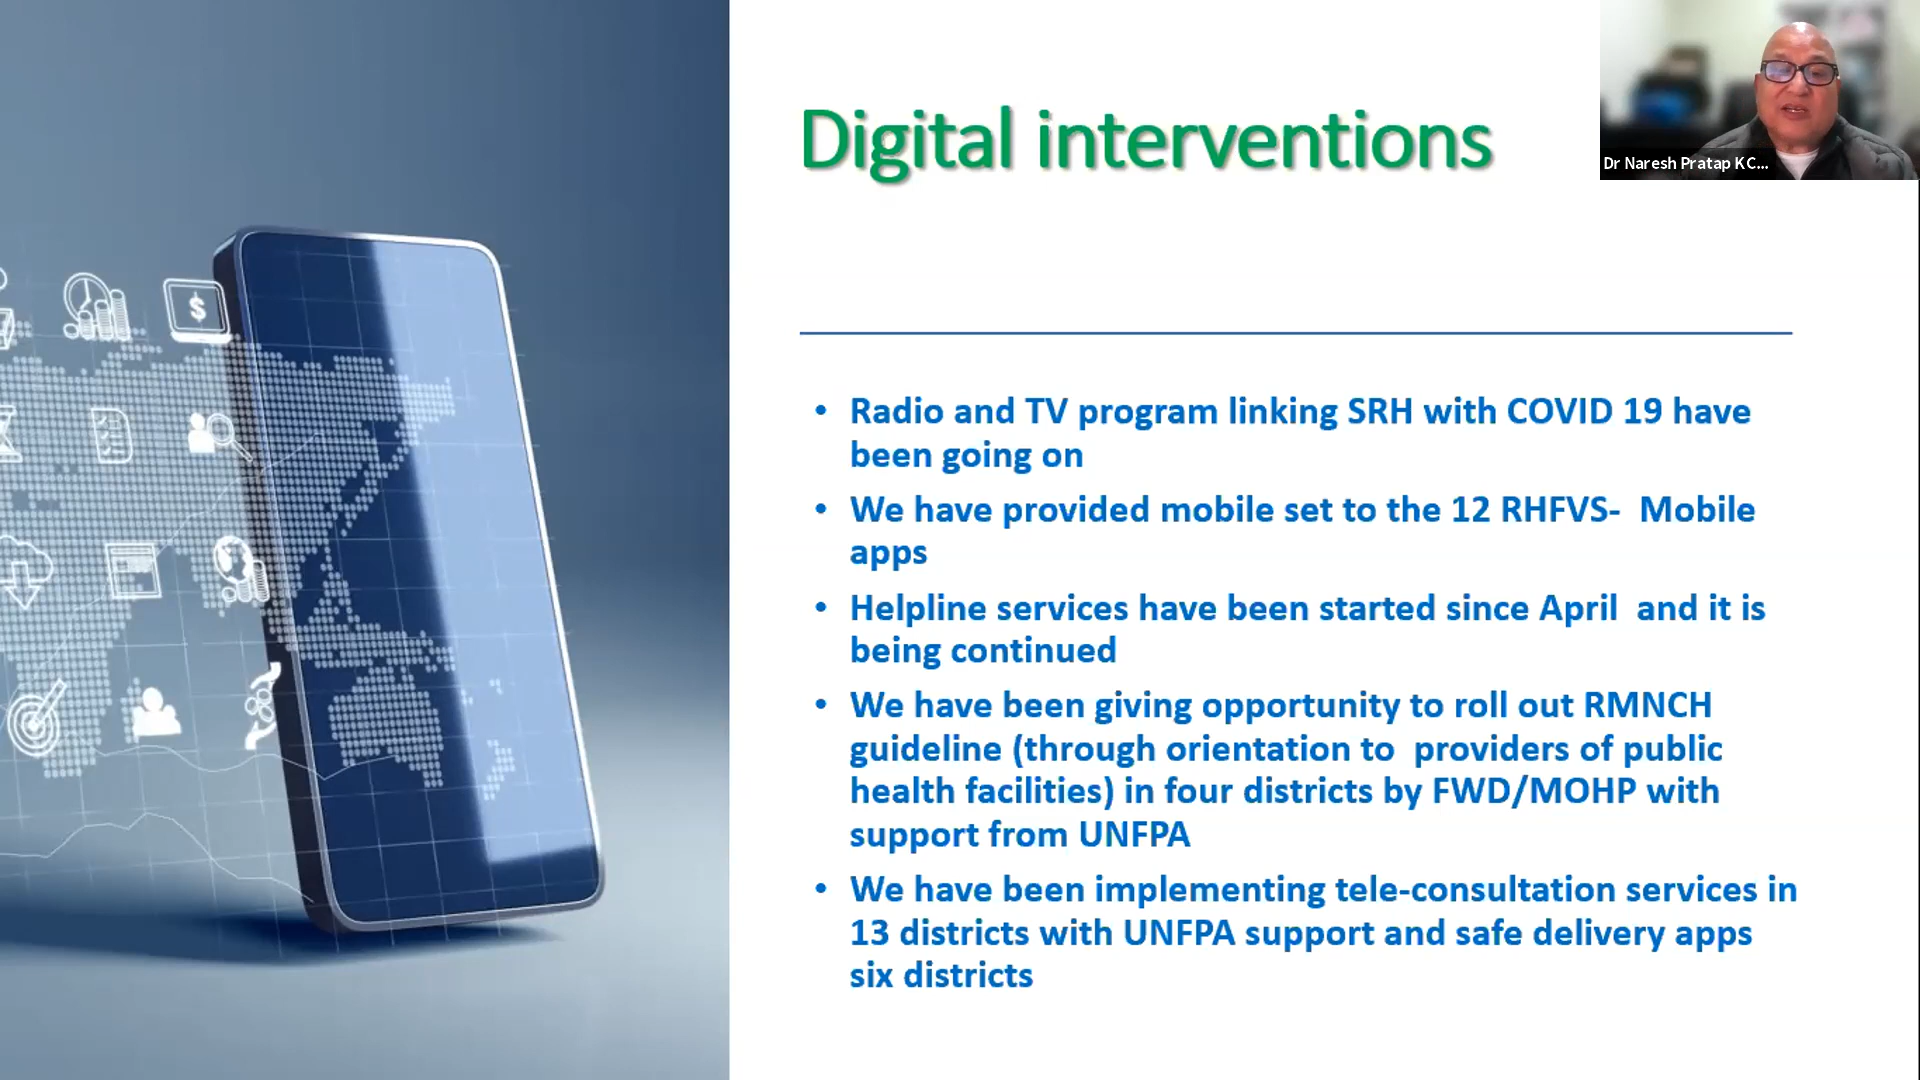 Digital interventions
Dr Naresh Pratap KC...
• Radio and TV program linking SRH with COVID 19 have
been going on
• We have provided mobile set to the 12 RHFVS- Mobile
apps
• Helpline services have been started since April and it is
being continued
• We have been giving opportunity to roll out RMNCH
guideline (through orientation to providers of public
health facilities) in four districts by FWD/MOHP with
support from UNFPA
• We have been implementing tele-consultation services in
13 districts with UNFPA support and safe delivery apps
six districts
$